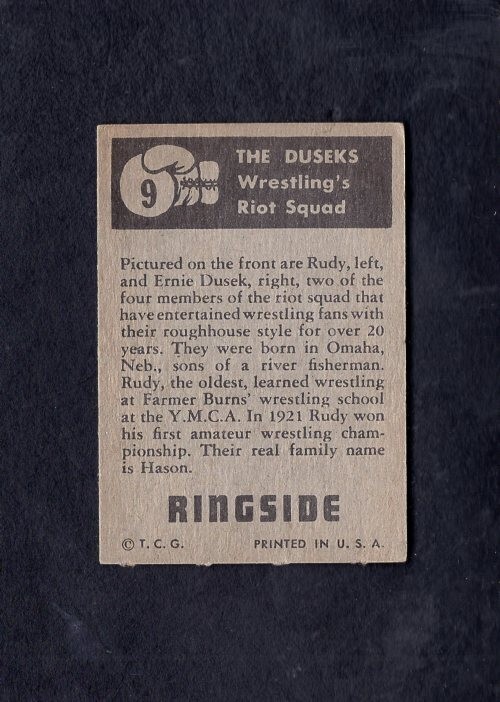 9
THE DUSEKS
Wrestling's
Riot Squad
Pictured on the front are Rudy, left,
and Ernie Dusek, right, two of the
four members of the riot squad that
have entertained wrestling fans with
their roughhouse style for over 20
years. They were born in Omaha,
Neb., sons of a river fisherman.
Rudy, the oldest, learned wrestling
at Farmer Burns' wrestling school
at the Y.M.C.A. In 1921 Rudy won
his first amateur wrestling cham-
pionship. Their real family name
is Hason.
RINGSIDE
© T. C. G. PRINTED IN U. S. A.